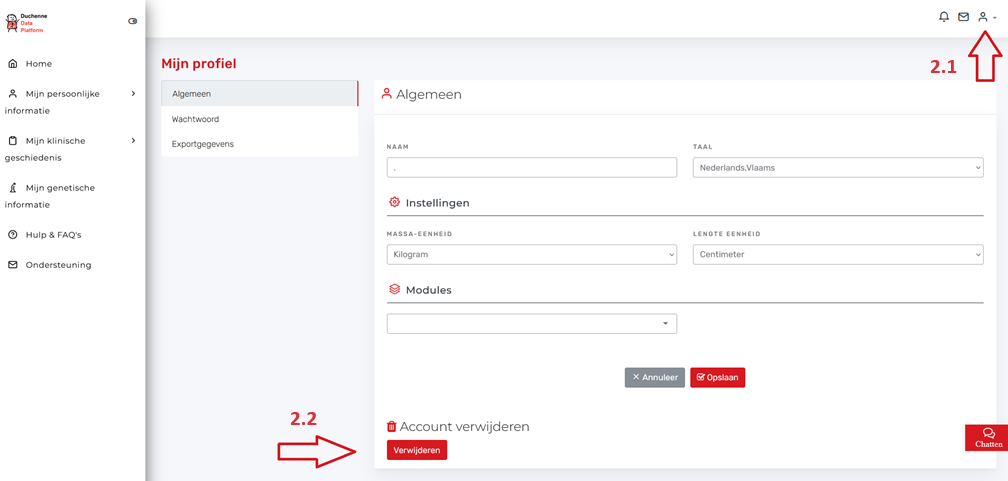 Duchenne
Data
Platform
Home
Mijn persoonlijke
informatie
Mijn klinische
geschiedenis
Mijn genetische
informatie
Hulp & FAQ's
Ondersteuning
2.1
Mijn profiel
Algemeen
Wachtwoord
Exportgegevens
Algemeen
NAAM
TAAL
.
Nederlands,Vlaams
Instellingen
MASSA-EENHEID
LENGTE EENHEID
Kilogram
Centimeter
Modules
Annuleer
Opslaan
2.2
Account verwijderen
Verwijderen
Chatten